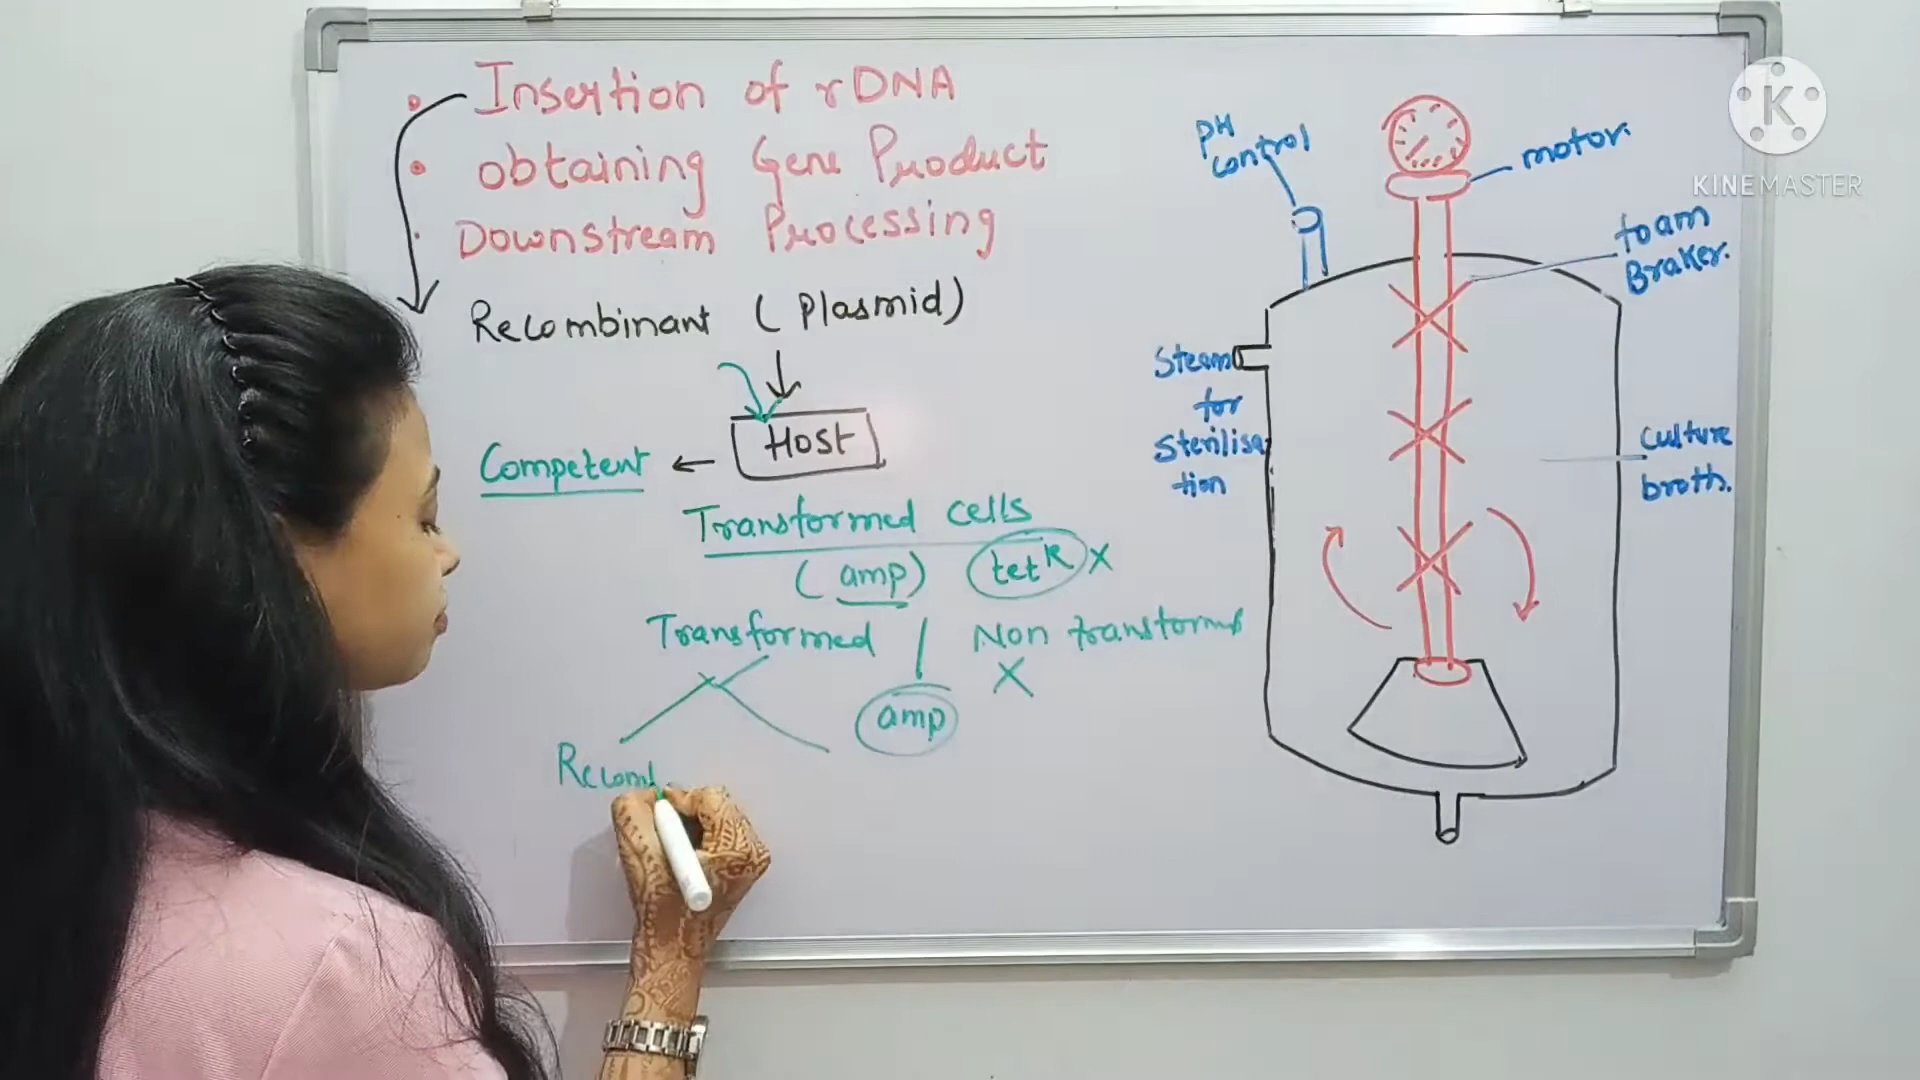 Insertion of rDNA
obtaining Gene Product
Downstream Processing
Recombinant (Plasmid)
Host
Competent
Transformed cells
(amp) tetR X
Transformed Non transforms
X
amp
Recomb
PH
control
motor.
foam
Braker.
Steam
for
Sterilisa
tion
Culture
broth.
K
KINEMASTER